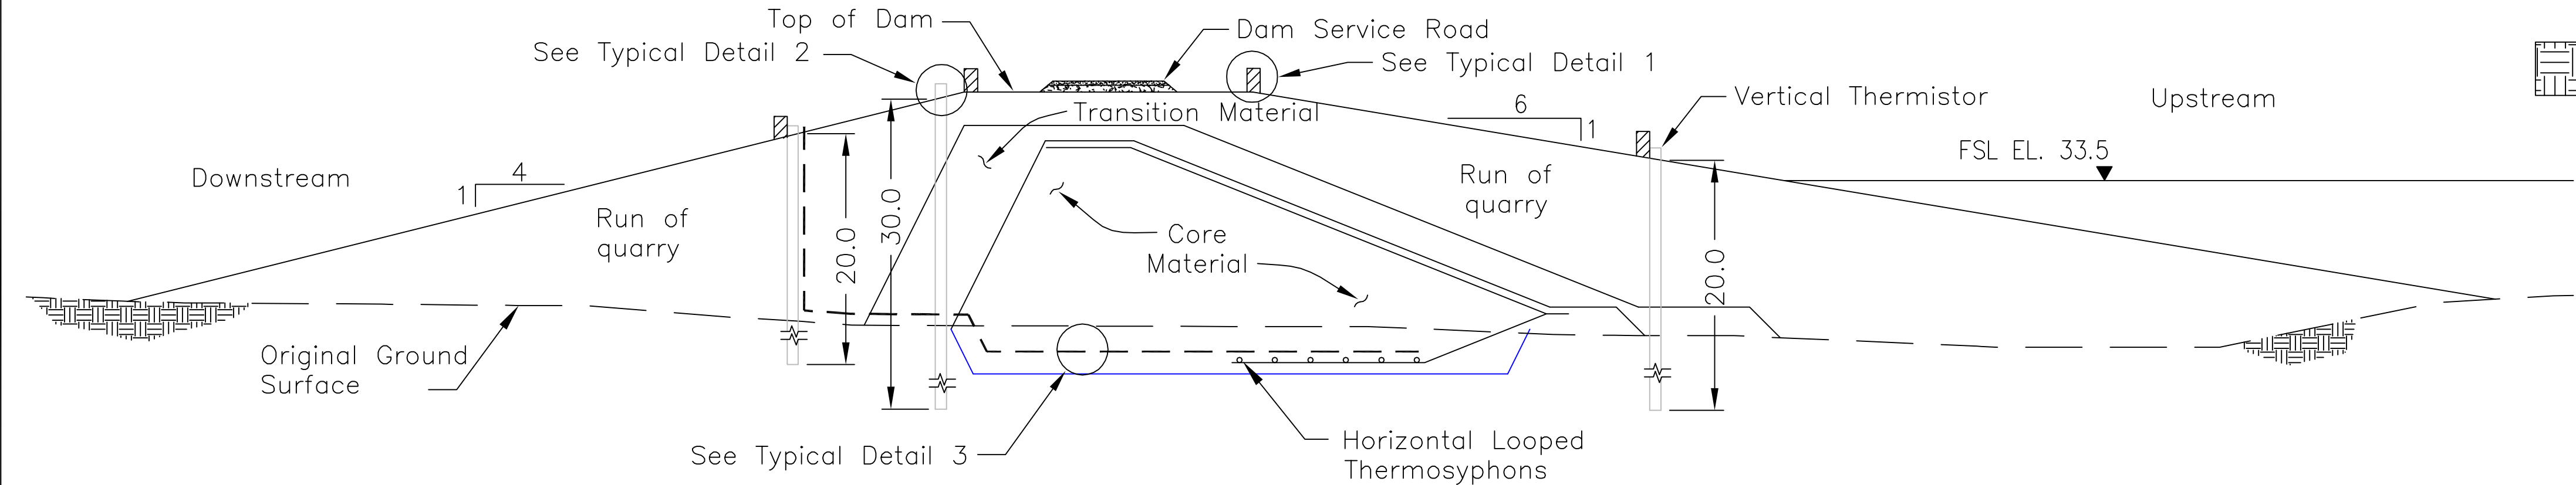 Top of Dam
See Typical Detail 2
Dam Service Road
See Typical Detail 1
Transition Material
6
1
Vertical Thermistor
Upstream
FSL EL. 33.5
Downstream
4
1
Run of
quarry
20.0
30.0
Core
Material
Run of
quarry
20.0
Original Ground
Surface
See Typical Detail 3
Horizontal Looped
Thermosyphons